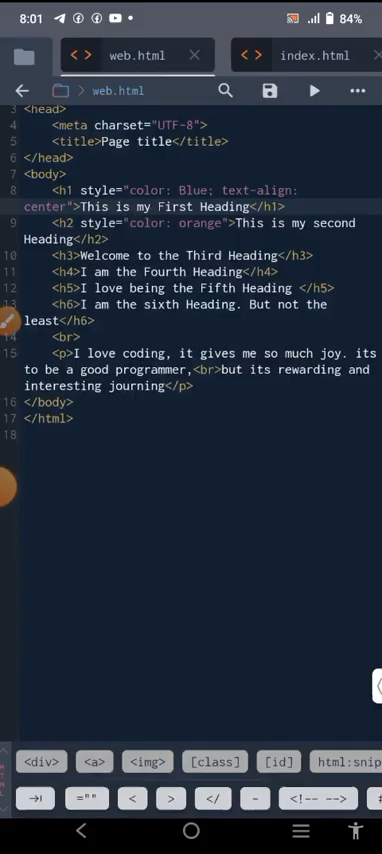 8:01 84%
web.html index.html
web.html
3 <head>
4 <meta charset="UTF-8">
5 <title>Page title</title>
6 </head>
7 <body>
8 <h1 style="color: Blue; text-align:
center">This is my First Heading</h1>
9 <h2 style="color: orange">This is my second
Heading</h2>
10 <h3>Welcome to the Third Heading</h3>
11 <h4>I am the Fourth Heading</h4>
12 <h5>I love being the Fifth Heading </h5>
13 <h6>I am the sixth Heading. But not the
least</h6>
14 <br>
15 <p>I love coding, it gives me so much joy. its
to be a good programmer,<br>but its rewarding and
interesting journing</p>
16 </body>
17 </html>
18
HTML
<div> <a> <img> [class] [id] html:snip
="" < > </ - <!-- -->